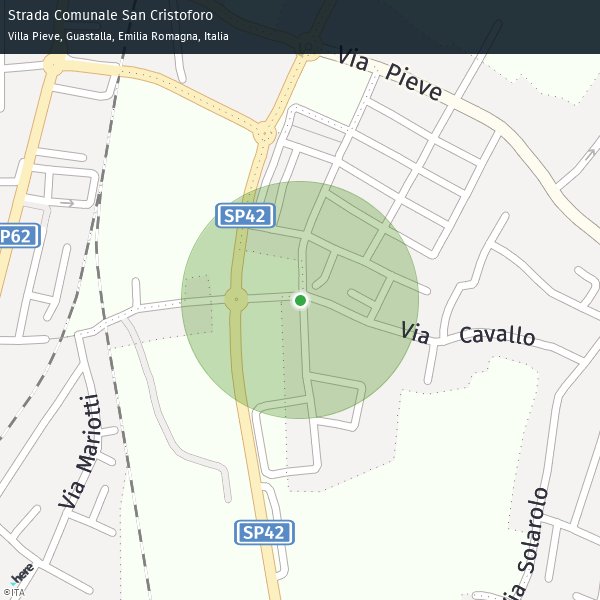 Strada Comunale San Cristoforo
Villa Pieve, Guastalla, Emilia Romagna, Italia
Via Pieve
SP42
P62
Via Cavallo
Via Mariotti
SP42
Via Solarolo
here
©ITA